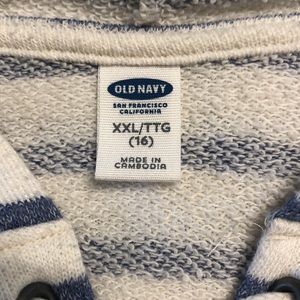 OLD NAVY
SAN FRANCISCO
CALIFORNIA
XXL/TTG
(16)
MADE IN
CAMBODIA